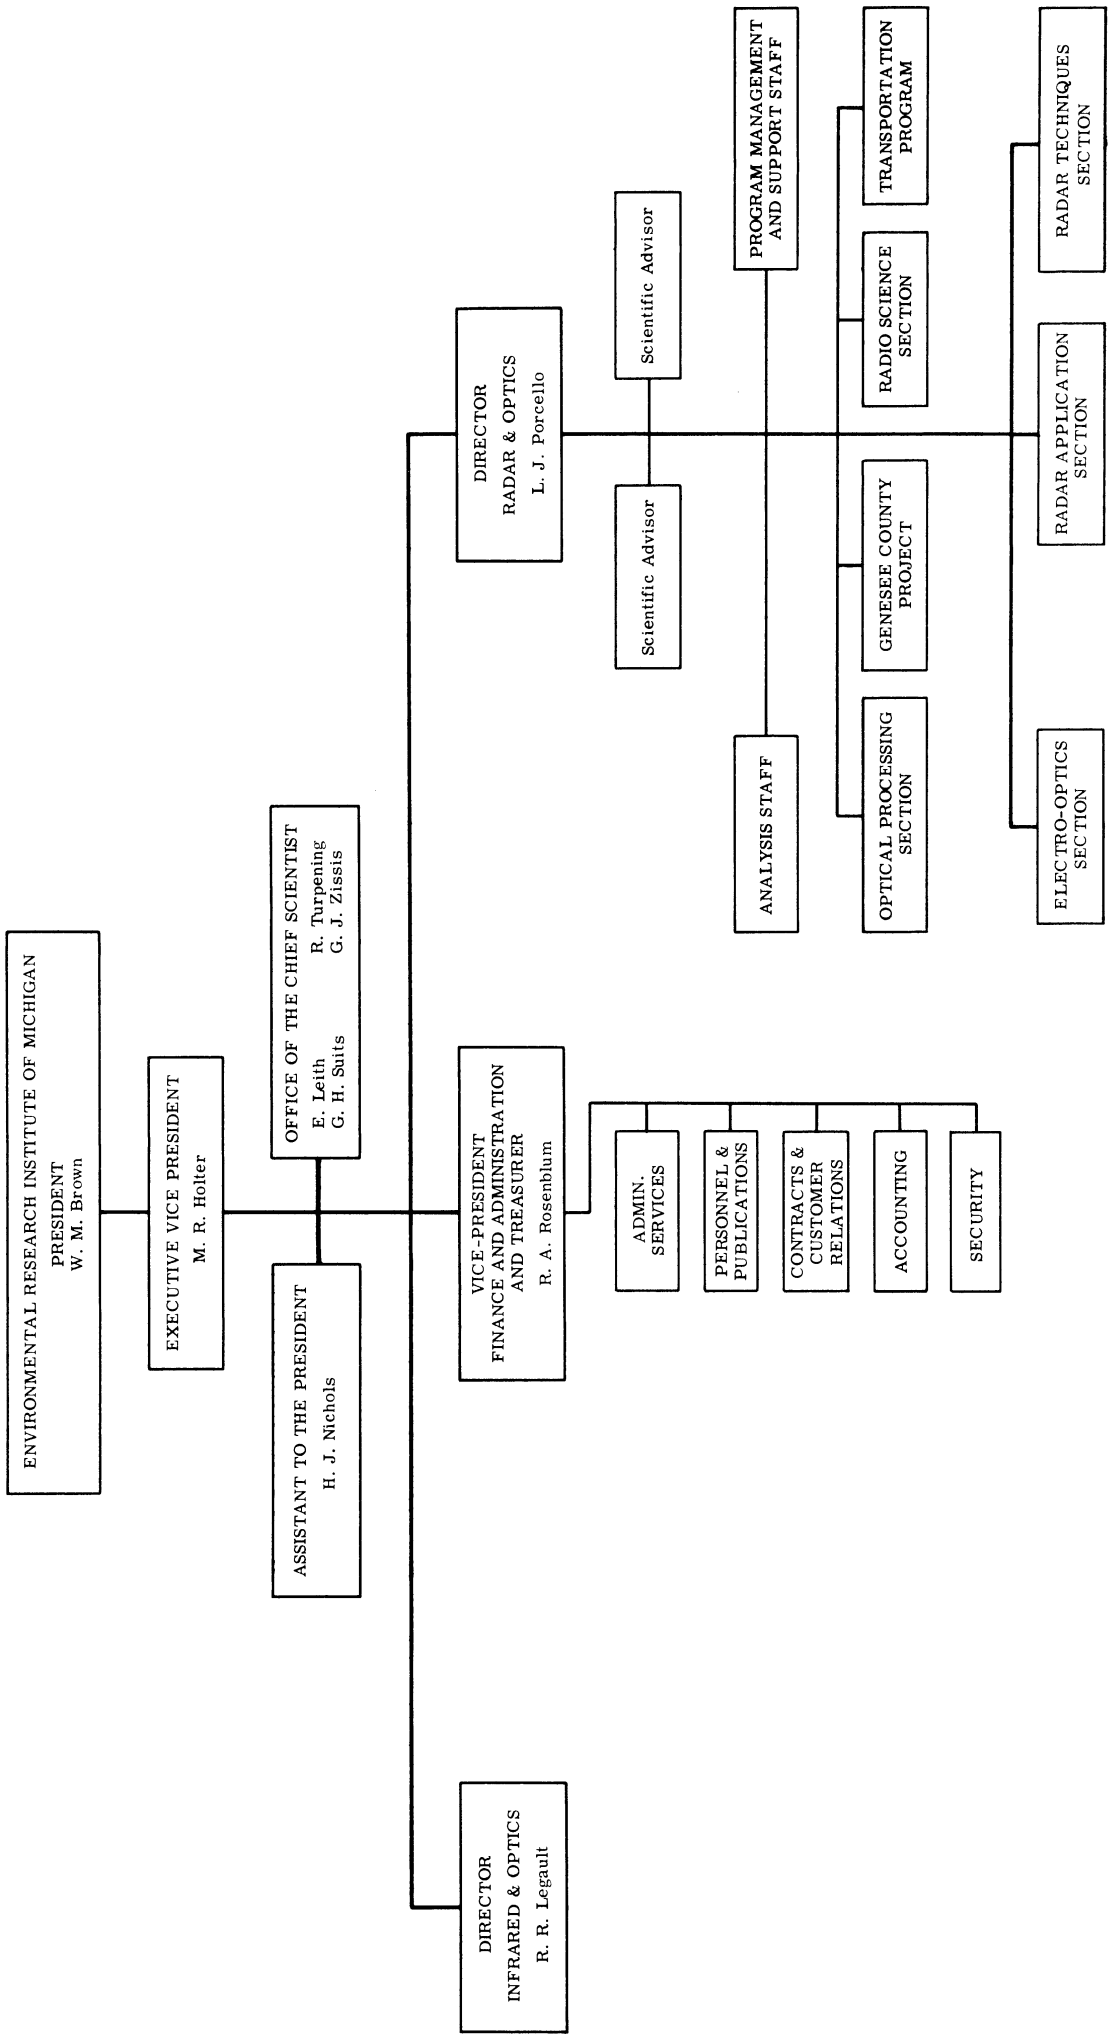 ENVIRONMENTAL RESEARCH INSTITUTE OF MICHIGAN
PRESIDENT
W. M. Brown
EXECUTIVE VICE PRESIDENT
M. R. Holter
ASSISTANT TO THE PRESIDENT
H. J. Nichols
OFFICE OF THE CHIEF SCIENTIST
E. Leith R. Turpening
G. H. Suits G. J. Zissis
DIRECTOR
INFRARED & OPTICS
R. R. Legault
VICE-PRESIDENT
FINANCE AND ADMINISTRATION
AND TREASURER
R. A. Rosenblum
DIRECTOR
RADAR & OPTICS
L. J. Porcello
ADMIN.
SERVICES
PERSONNEL &
PUBLICATIONS
CONTRACTS &
CUSTOMER
RELATIONS
ACCOUNTING
SECURITY
Scientific Advisor
Scientific Advisor
ANALYSIS STAFF
PROGRAM MANAGEMENT
AND SUPPORT STAFF
OPTICAL PROCESSING
SECTION
GENESEE COUNTY
PROJECT
RADIO SCIENCE
SECTION
TRANSPORTATION
PROGRAM
ELECTRO-OPTICS
SECTION
RADAR APPLICATION
SECTION
RADAR TECHNIQUES
SECTION